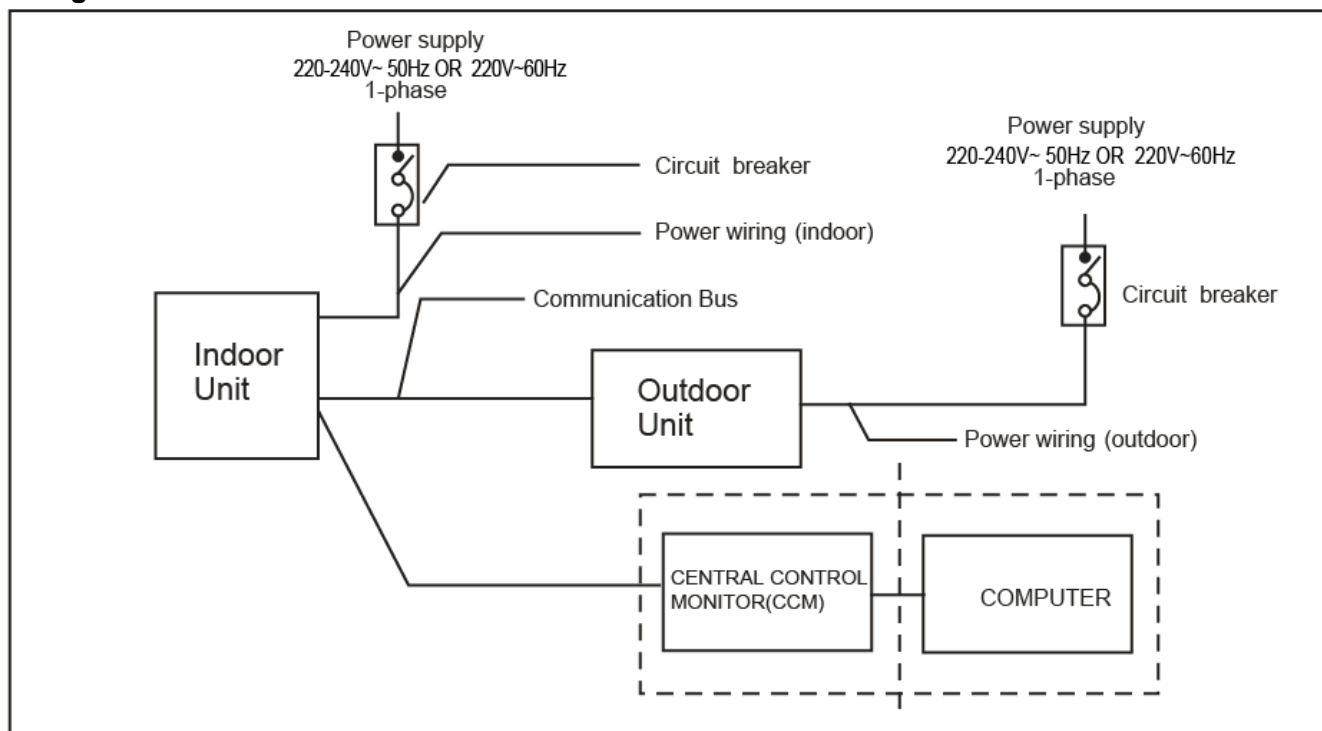 Power supply
220-240V~ 50Hz OR 220V~60Hz
1-phase
Circuit breaker
Power wiring (indoor)
Communication Bus
Power supply
220-240V~ 50Hz OR 220V~60Hz
1-phase
Circuit breaker
Indoor
Unit
Outdoor
Unit
Power wiring (outdoor)
CENTRAL CONTROL
MONITOR(CCM)
COMPUTER